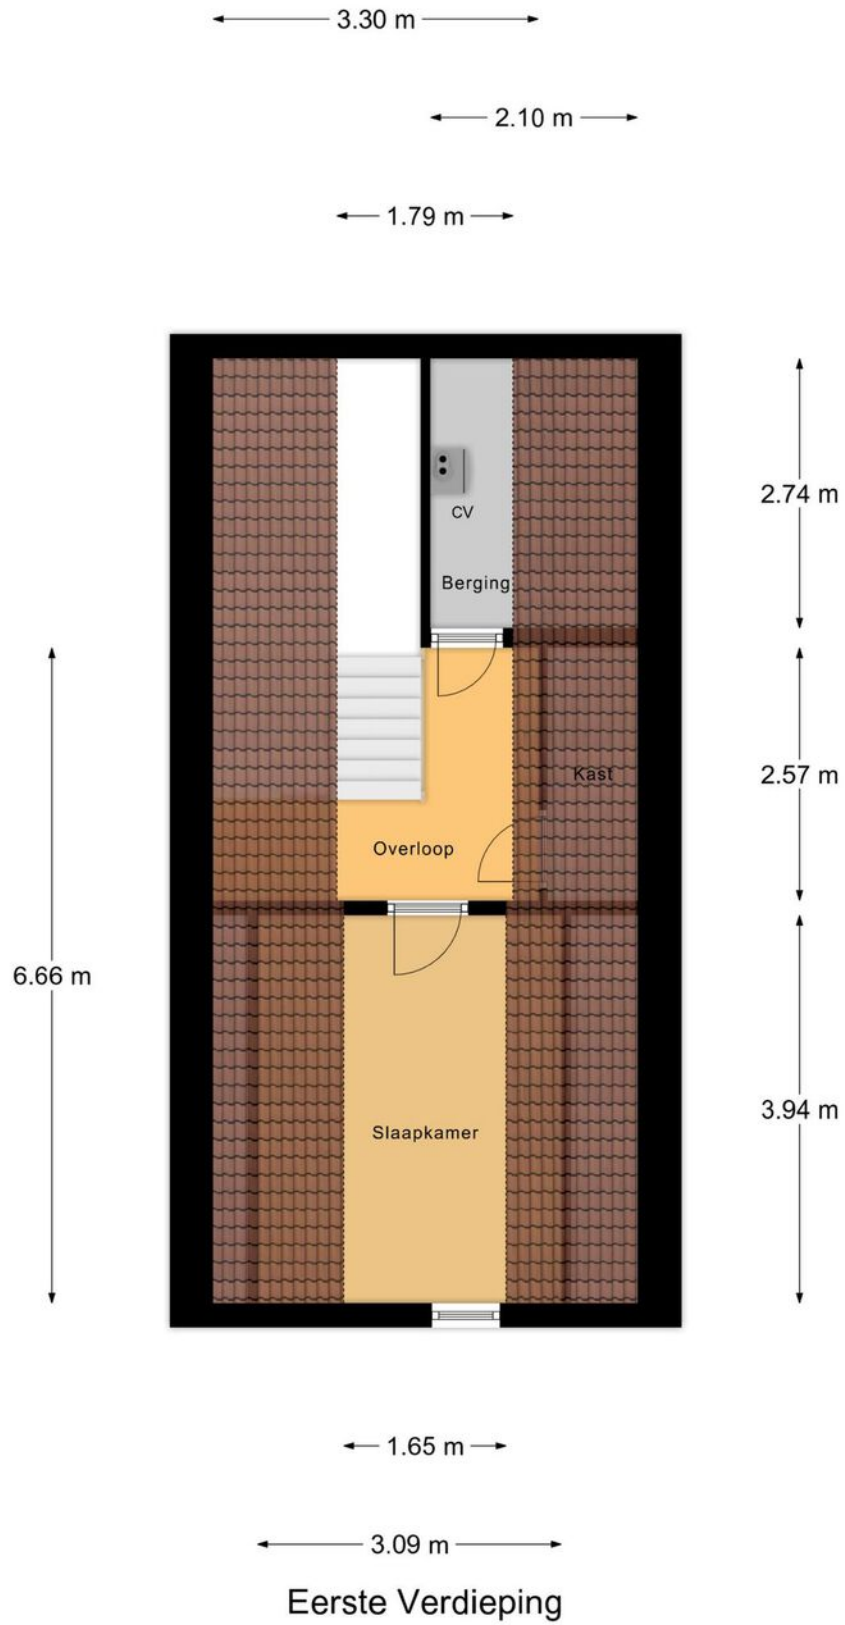 3.30 m
2.10 m
1.79 m
2.74 m
CV
Berging
2.57 m
Kast
Overloop
6.66 m
3.94 m
Slaapkamer
1.65 m
3.09 m
Eerste Verdieping